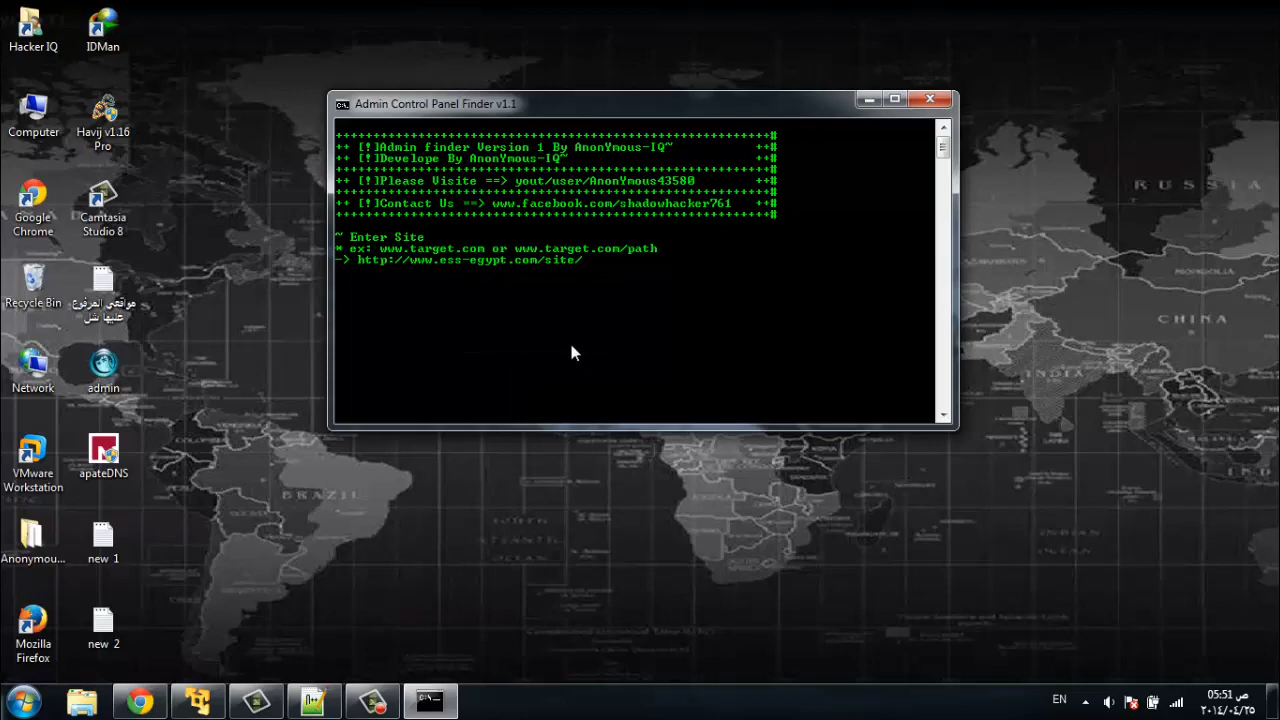 Hacker IQ
IDMan
Computer
Havij v1.16
Pro
Google
Chrome
Camtasia
Studio 8
Recycle Bin
مواقعي المرفوع
عليها شل
Network
admin
VMware
Workstation
apateDNS
Anonymou...
new 1
Mozilla
Firefox
new 2
Admin Control Panel Finder v1.1
+++++++++++++++++++++++++++++++++++++++++++++++++++++++++++#
++ [!]Admin finder Version 1 By AnonYmous-IQ~ ++#
++ [!]Develope By AnonYmous-IQ~ ++#
+++++++++++++++++++++++++++++++++++++++++++++++++++++++++++#
++ [!]Please Visite ==> yout/user/AnonYmous43580 ++#
+++++++++++++++++++++++++++++++++++++++++++++++++++++++++++#
++ [!]Contact Us ==> www.facebook.com/shadowhacker761 ++#
+++++++++++++++++++++++++++++++++++++++++++++++++++++++++++#
~ Enter Site
* ex: www.target.com or www.target.com/path
-> http://www.ess-egypt.com/site/
RUSSIA
MONGOLIA
CHINA
INDIA
BRAZIL
EN
05:51 ص
٢٠١٤/٠٤/٢٥